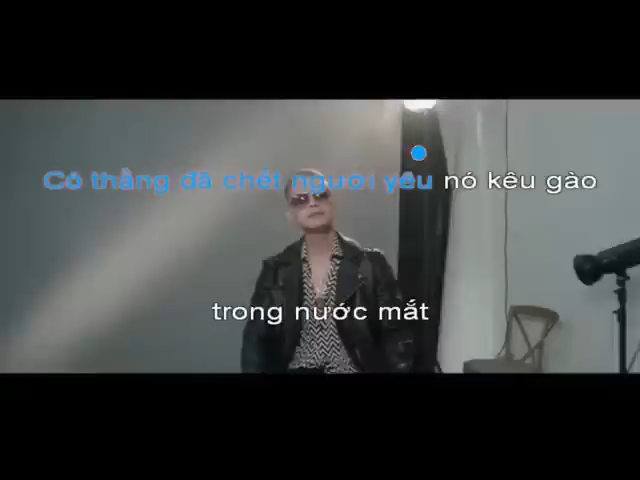 Có thằng đã chết người yêu nó kêu gào
trong nước mắt